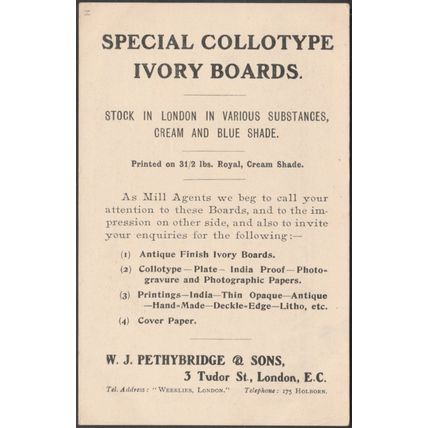 SPECIAL COLLOTYPE
IVORY BOARDS.
STOCK IN LONDON IN VARIOUS SUBSTANCES,
CREAM AND BLUE SHADE.
Printed on 31/2 lbs. Royal, Cream Shade.
As Mill Agents we beg to call your
attention to these Boards, and to the im-
pression on other side, and also to invite
your enquiries for the following:—
(1) Antique Finish Ivory Boards.
(2) Collotype—Plate—India Proof—Photo-
gravure and Photographic Papers.
(3) Printings—India—Thin Opaque—Antique
—Hand-Made—Deckle-Edge—Litho, etc.
(4) Cover Paper.
W. J. PETHYBRIDGE & SONS,
3 Tudor St., London, E.C.
Tel. Address: "WEERLIES, LONDON." Telephone: 175 HOLBORN.